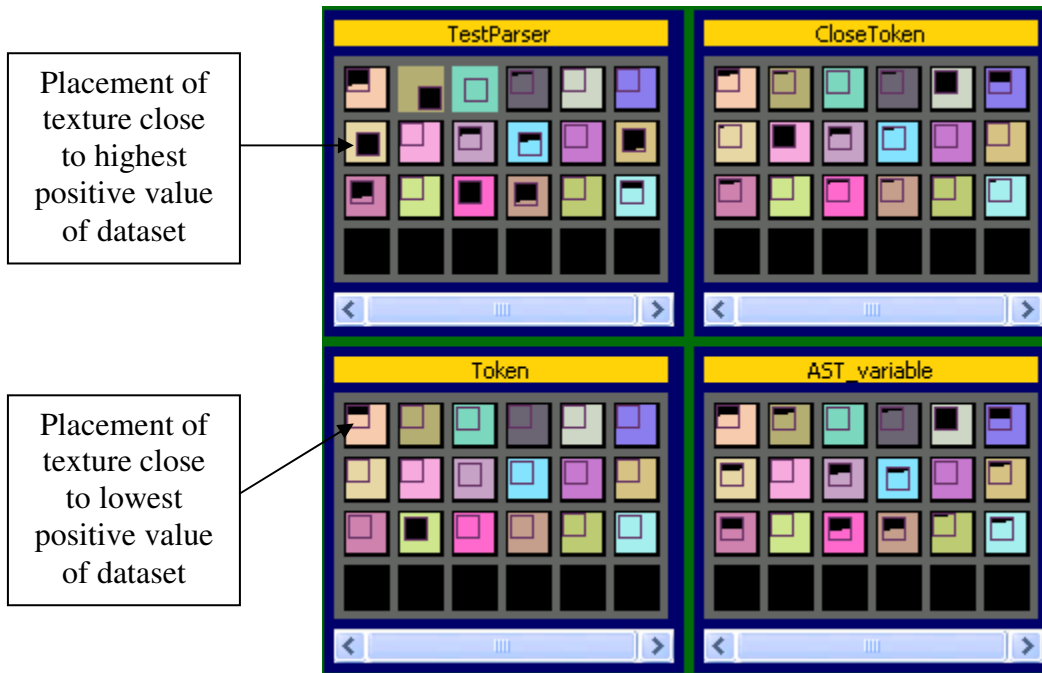 Placement of
texture close
to highest
positive value
of dataset
TestParser
CloseToken
Placement of
texture close
to lowest
positive value
of dataset
Token
AST_variable